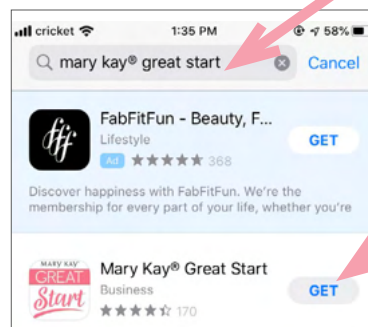 cricket 1:35 PM 58%
mary kay® great start Cancel
fff
FabFitFun - Beauty, F...
Lifestyle
GET
Ad ★★★★★ 368
Discover happiness with FabFitFun. We're the
membership for every part of your life, whether you're
MARY KAY
GREAT
Start
Mary Kay® Great Start
Business
GET
★★★★☆ 170